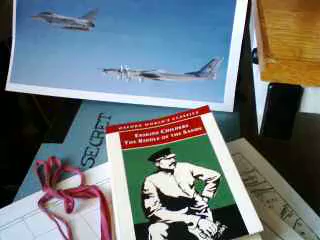 SECRET
OXFORD WORLD'S CLASSICS
ERSKINE CHILDERS
THE RIDDLE OF THE SANDS